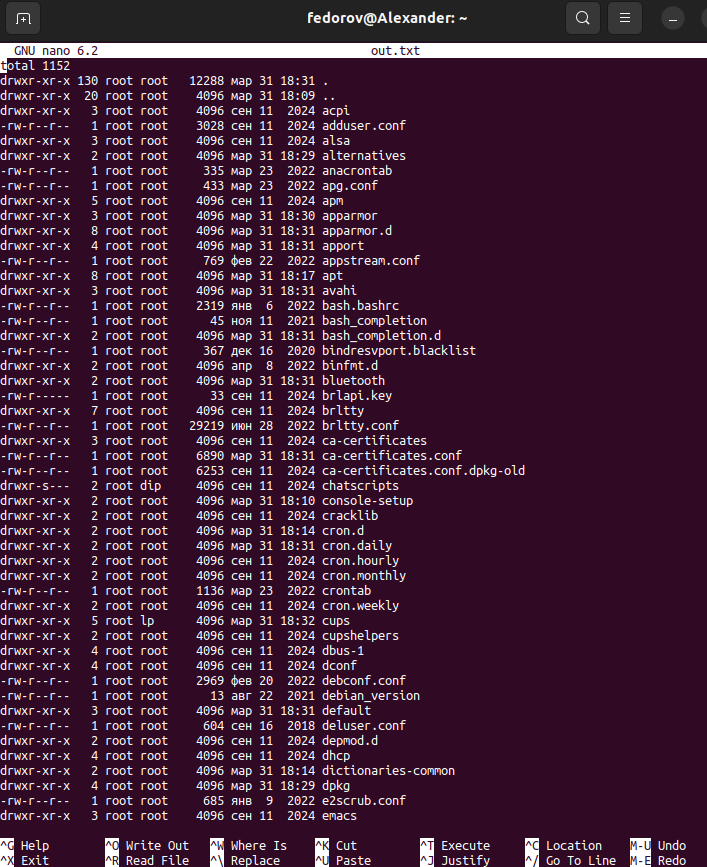 fedorov@Alexander: ~
GNU nano 6.2 out.txt
total 1152
drwxr-xr-x 130 root root 12288 мар 31 18:31 .
drwxr-xr-x 20 root root 4096 мар 31 18:09 ..
drwxr-xr-x 3 root root 4096 сен 11 2024 acpi
-rw-r--r-- 1 root root 3028 сен 11 2024 adduser.conf
drwxr-xr-x 3 root root 4096 сен 11 2024 alsa
drwxr-xr-x 2 root root 4096 мар 31 18:29 alternatives
-rw-r--r-- 1 root root 335 мар 23 2022 anacrontab
-rw-r--r-- 1 root root 433 мар 23 2022 apg.conf
drwxr-xr-x 5 root root 4096 сен 11 2024 apm
drwxr-xr-x 3 root root 4096 мар 31 18:30 apparmor
drwxr-xr-x 8 root root 4096 мар 31 18:31 apparmor.d
drwxr-xr-x 4 root root 4096 мар 31 18:31 apport
-rw-r--r-- 1 root root 769 фев 22 2022 appstream.conf
drwxr-xr-x 8 root root 4096 мар 31 18:17 apt
drwxr-xr-x 3 root root 4096 мар 31 18:31 avahi
-rw-r--r-- 1 root root 2319 янв 6 2022 bash.bashrc
-rw-r--r-- 1 root root 45 ноя 11 2021 bash_completion
drwxr-xr-x 2 root root 4096 мар 31 18:31 bash_completion.d
-rw-r--r-- 1 root root 367 дек 16 2020 bindresvport.blacklist
drwxr-xr-x 2 root root 4096 апр 8 2022 binfmt.d
drwxr-xr-x 2 root root 4096 мар 31 18:31 bluetooth
-rw-r----- 1 root root 33 сен 11 2024 brlapi.key
drwxr-xr-x 7 root root 4096 сен 11 2024 brltty
-rw-r--r-- 1 root root 29219 июн 28 2022 brltty.conf
drwxr-xr-x 3 root root 4096 сен 11 2024 ca-certificates
-rw-r--r-- 1 root root 6890 мар 31 18:31 ca-certificates.conf
-rw-r--r-- 1 root root 6253 сен 11 2024 ca-certificates.conf.dpkg-old
drwxr-s--- 2 root dip 4096 сен 11 2024 chatscripts
drwxr-xr-x 2 root root 4096 мар 31 18:10 console-setup
drwxr-xr-x 2 root root 4096 сен 11 2024 cracklib
drwxr-xr-x 2 root root 4096 мар 31 18:14 cron.d
drwxr-xr-x 2 root root 4096 мар 31 18:31 cron.daily
drwxr-xr-x 2 root root 4096 сен 11 2024 cron.hourly
drwxr-xr-x 2 root root 4096 сен 11 2024 cron.monthly
-rw-r--r-- 1 root root 1136 мар 23 2022 crontab
drwxr-xr-x 2 root root 4096 сен 11 2024 cron.weekly
drwxr-xr-x 5 root lp 4096 мар 31 18:32 cups
drwxr-xr-x 2 root root 4096 сен 11 2024 cupshelpers
drwxr-xr-x 4 root root 4096 сен 11 2024 dbus-1
drwxr-xr-x 4 root root 4096 сен 11 2024 dconf
-rw-r--r-- 1 root root 2969 фев 20 2022 debconf.conf
-rw-r--r-- 1 root root 13 авг 22 2021 debian_version
drwxr-xr-x 3 root root 4096 мар 31 18:31 default
-rw-r--r-- 1 root root 604 сен 16 2018 deluser.conf
drwxr-xr-x 2 root root 4096 сен 11 2024 depmod.d
drwxr-xr-x 4 root root 4096 сен 11 2024 dhcp
drwxr-xr-x 2 root root 4096 мар 31 18:14 dictionaries-common
drwxr-xr-x 4 root root 4096 мар 31 18:29 dpkg
-rw-r--r-- 1 root root 685 янв 9 2022 e2scrub.conf
drwxr-xr-x 3 root root 4096 сен 11 2024 emacs
^G Help ^O Write Out ^W Where Is ^K Cut ^T Execute ^C Location M-U Undo
^X Exit ^R Read File ^\ Replace ^U Paste ^J Justify ^/ Go To Line M-E Redo